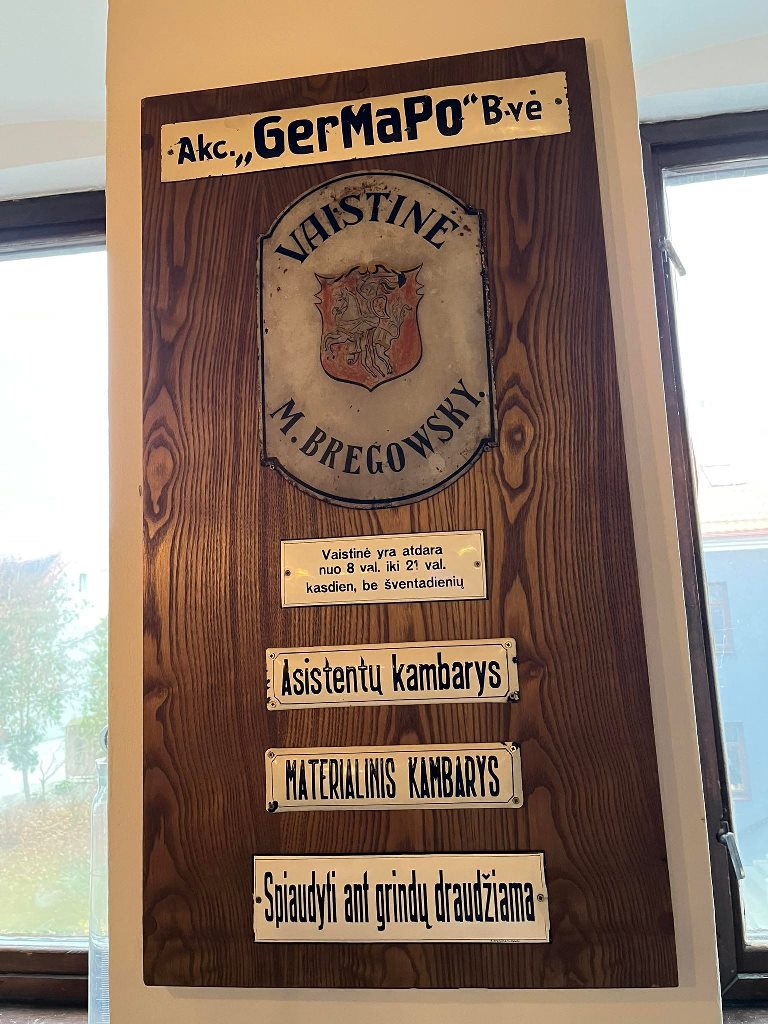 Akc. „GerMaPo“ B-vė
VAISTINĖ
M. BREGOWSKY.
Vaistinė yra atdara
nuo 8 val. iki 21 val.
kasdien, be šventadienių
Asistentų kambarys
MATERIALINIS KAMBARYS
Spiaudyti ant grindų draudžiama